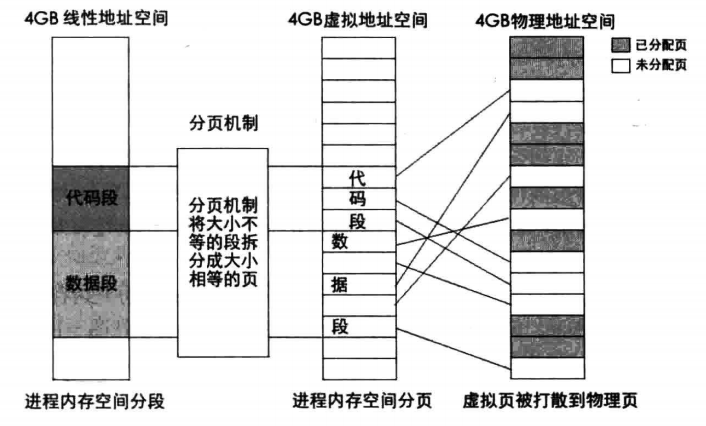 4GB 线性地址空间
4GB虚拟地址空间
4GB物理地址空间
已分配页
未分配页
分页机制
代码段
数据段
分页机制
将大小不
等的段拆
分成大小
相等的页
代
码
段
数
据
段
进程内存空间分段
进程内存空间分页
虚拟页被打散到物理页